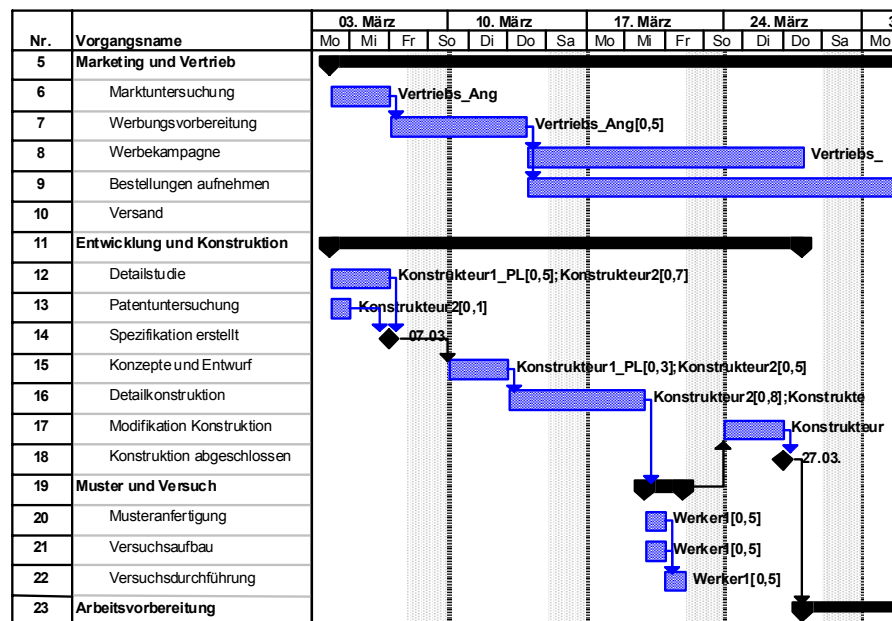 03. März 10. März 17. März 24. März 3
Nr. Vorgangsname Mo Mi Fr So Di Do Sa Mo Mi Fr So Di Do Sa Mo
5 Marketing und Vertrieb
6 Marktuntersuchung Vertriebs_Ang
7 Werbungsvorbereitung Vertriebs_Ang[0,5]
8 Werbekampagne Vertriebs_
9 Bestellungen aufnehmen
10 Versand
11 Entwicklung und Konstruktion
12 Detailstudie Konstrukteur1_PL[0,5];Konstrukteur2[0,7]
13 Patentuntersuchung Konstrukteur2[0,1]
14 Spezifikation erstellt 07.03.
15 Konzepte und Entwurf Konstrukteur1_PL[0,3];Konstrukteur2[0,5]
16 Detailkonstruktion Konstrukteur2[0,8];Konstrukte
17 Modifikation Konstruktion Konstrukteur
18 Konstruktion abgeschlossen 27.03.
19 Muster und Versuch
20 Musteranfertigung Werker1[0,5]
21 Versuchsaufbau Werker1[0,5]
22 Versuchsdurchführung Werker1[0,5]
23 Arbeitsvorbereitung